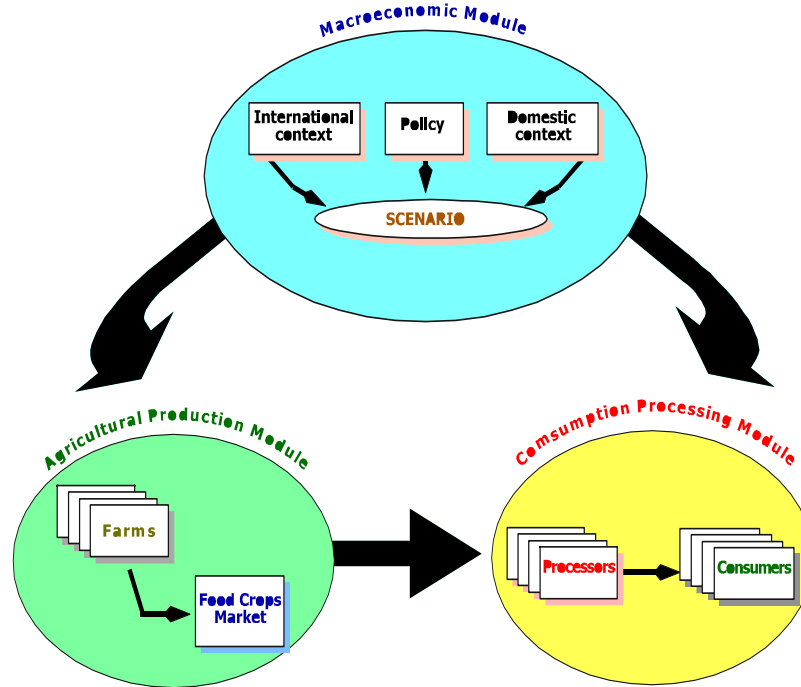 Macroeconomic Module
International
context
Policy
Domestic
context
SCENARIO
Agricultural Production Module
Farms
Food Crops
Market
Comsumption Processing Module
Processors
Consumers